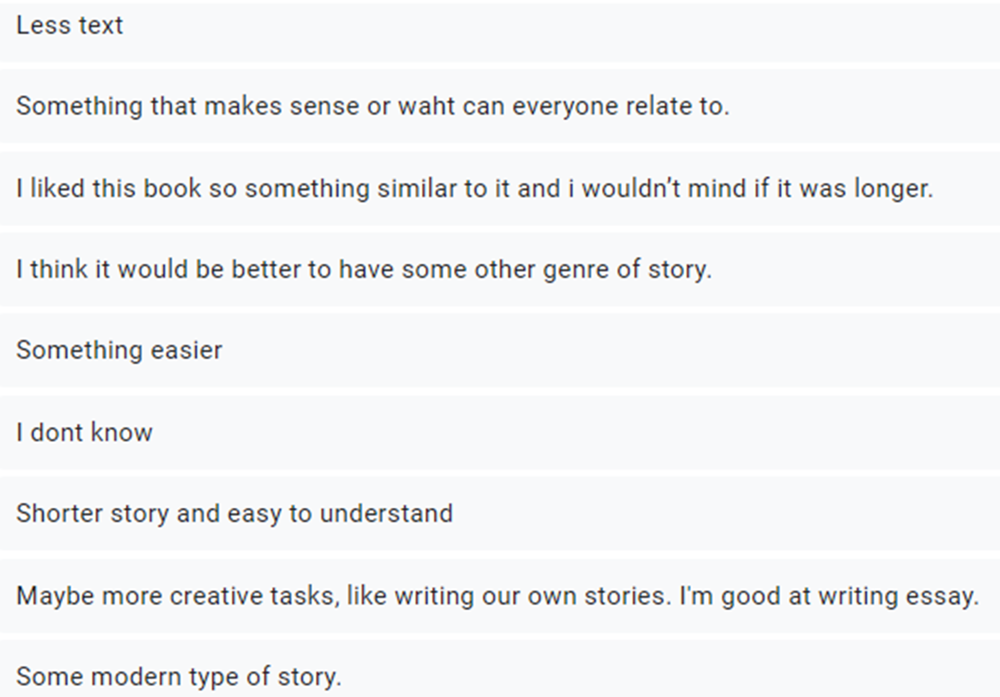 Less text
Something that makes sense or waht can everyone relate to.
I liked this book so something similar to it and i wouldn’t mind if it was longer.
I think it would be better to have some other genre of story.
Something easier
I dont know
Shorter story and easy to understand
Maybe more creative tasks, like writing our own stories. I'm good at writing essay.
Some modern type of story.